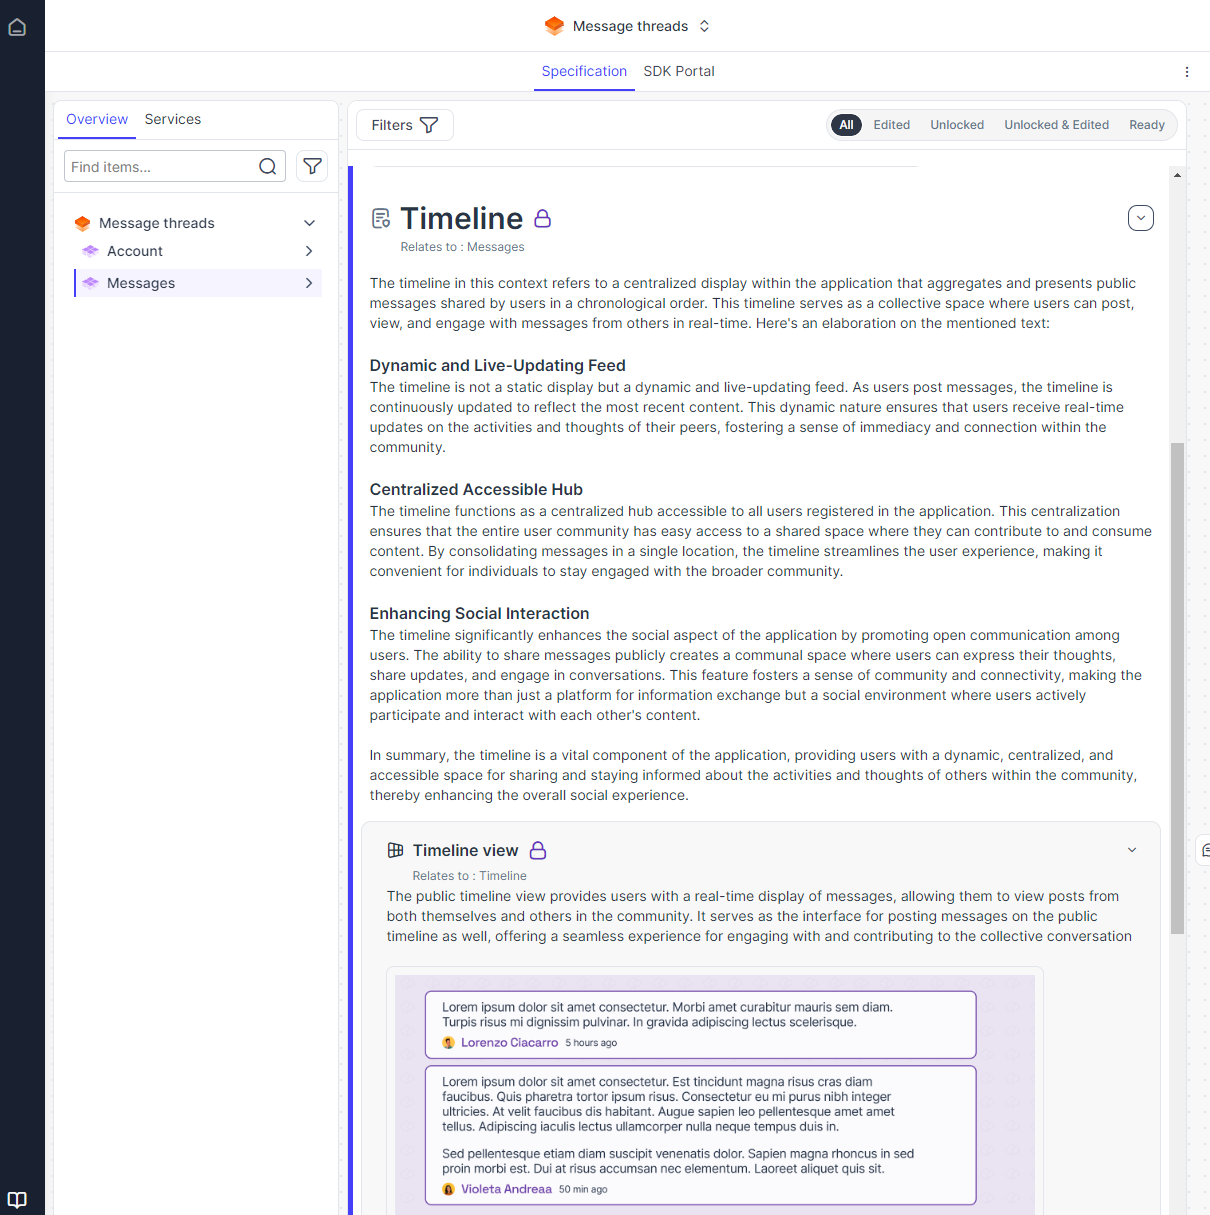 Message threads
Specification
SDK Portal
Overview
Services
Find items...
Message threads
Account
Messages
Filters
All
Edited
Unlocked
Unlocked & Edited
Ready
Timeline
Relates to : Messages
The timeline in this context refers to a centralized display within the application that aggregates and presents public
messages shared by users in a chronological order. This timeline serves as a collective space where users can post,
view, and engage with messages from others in real-time. Here's an elaboration on the mentioned text:
Dynamic and Live-Updating Feed
The timeline is not a static display but a dynamic and live-updating feed. As users post messages, the timeline is
continuously updated to reflect the most recent content. This dynamic nature ensures that users receive real-time
updates on the activities and thoughts of their peers, fostering a sense of immediacy and connection within the
community.
Centralized Accessible Hub
The timeline functions as a centralized hub accessible to all users registered in the application. This centralization
ensures that the entire user community has easy access to a shared space where they can contribute to and consume
content. By consolidating messages in a single location, the timeline streamlines the user experience, making it
convenient for individuals to stay engaged with the broader community.
Enhancing Social Interaction
The timeline significantly enhances the social aspect of the application by promoting open communication among
users. The ability to share messages publicly creates a communal space where users can express their thoughts,
share updates, and engage in conversations. This feature fosters a sense of community and connectivity, making the
application more than just a platform for information exchange but a social environment where users actively
participate and interact with each other's content.
In summary, the timeline is a vital component of the application, providing users with a dynamic, centralized, and
accessible space for sharing and staying informed about the activities and thoughts of others within the community,
thereby enhancing the overall social experience.
Timeline view
Relates to : Timeline
The public timeline view provides users with a real-time display of messages, allowing them to view posts from
both themselves and others in the community. It serves as the interface for posting messages on the public
timeline as well, offering a seamless experience for engaging with and contributing to the collective conversation
Lorem ipsum dolor sit amet consectetur. Morbi amet curabitur mauris sem diam.
Turpis risus mi dignissim pulvinar. In gravida adipiscing lectus scelerisque.
Lorenzo Ciacarro 5 hours ago
Lorem ipsum dolor sit amet consectetur. Est tincidunt magna risus cras diam
faucibus. Quis pharetra tortor ipsum risus. Consectetur eu mi purus nibh integer
ultricies. At velit faucibus dis habitant. Augue sapien leo pellentesque amet amet
tellus. Adipiscing iaculis lectus ullamcorper nulla neque tempus duis in.
Sed pellentesque etiam diam suscipit venenatis dolor. Sapien magna rhoncus in sed
proin morbi est. Dui at risus accumsan nec elementum. Laoreet aliquet quis sit.
Violeta Andreaa 50 min ago